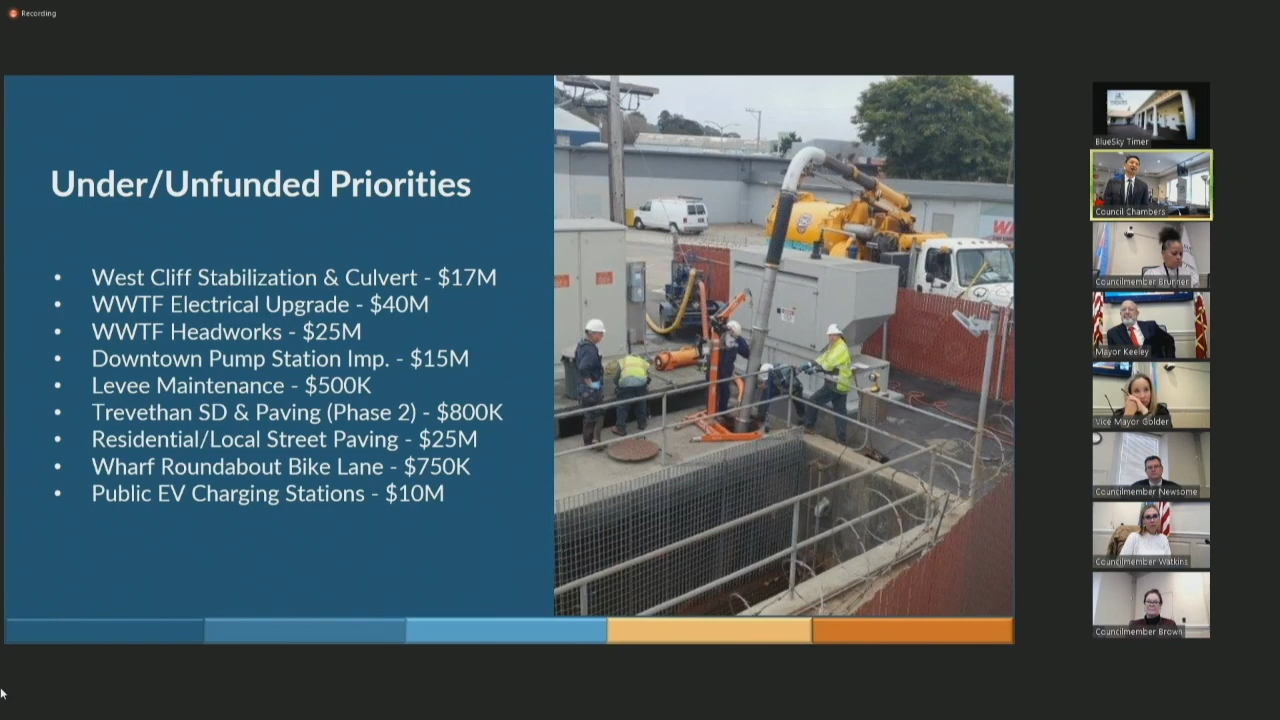 Recording
Under/Unfunded Priorities
• West Cliff Stabilization & Culvert - $17M
• WWTF Electrical Upgrade - $40M
• WWTF Headworks - $25M
• Downtown Pump Station Imp. - $15M
• Levee Maintenance - $500K
• Trevethan SD & Paving (Phase 2) - $800K
• Residential/Local Street Paving - $25M
• Wharf Roundabout Bike Lane - $750K
• Public EV Charging Stations - $10M
BlueSky Timer
Council Chambers
Councilmember Brunner
Mayor Keeley
Vice Mayor Golder
Councilmember Newsome
Councilmember Watkins
Councilmember Brown